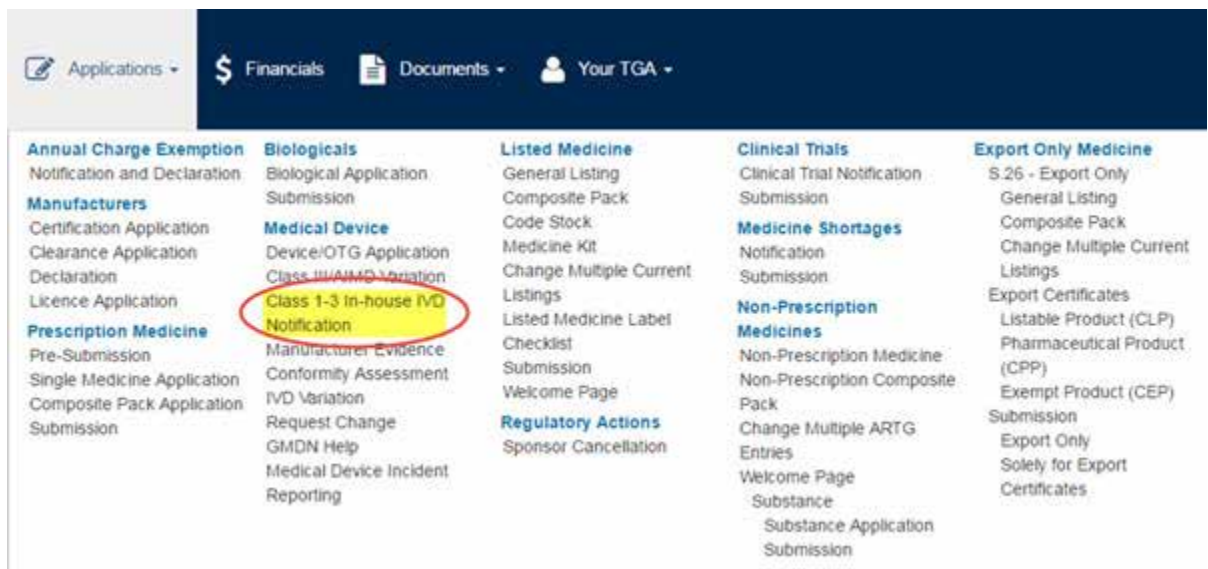 Applications
Financials
Documents
Your TGA
Annual Charge Exemption
Notification and Declaration
Manufacturers
Certification Application
Clearance Application
Declaration
Licence Application
Prescription Medicine
Pre-Submission
Single Medicine Application
Composite Pack Application
Submission
Biologicals
Biological Application
Submission
Medical Device
Device/OTG Application
Class III/AIMD Variation
Class 1-3 In-house IVD
Notification
Manufacturer Evidence
Conformity Assessment
IVD Variation
Request Change
GMDN Help
Medical Device Incident
Reporting
Listed Medicine
General Listing
Composite Pack
Code Stock
Medicine Kit
Change Multiple Current
Listings
Listed Medicine Label
Checklist
Submission
Welcome Page
Regulatory Actions
Sponsor Cancellation
Clinical Trials
Clinical Trial Notification
Submission
Medicine Shortages
Notification
Submission
Non-Prescription
Medicines
Non-Prescription Medicine
Non-Prescription Composite
Pack
Change Multiple ARTG
Entries
Welcome Page
Substance
Substance Application
Submission
Export Only Medicine
S.26 - Export Only
General Listing
Composite Pack
Change Multiple Current
Listings
Export Certificates
Listable Product (CLP)
Pharmaceutical Product
(CPP)
Exempt Product (CEP)
Submission
Export Only
Solely for Export
Certificates